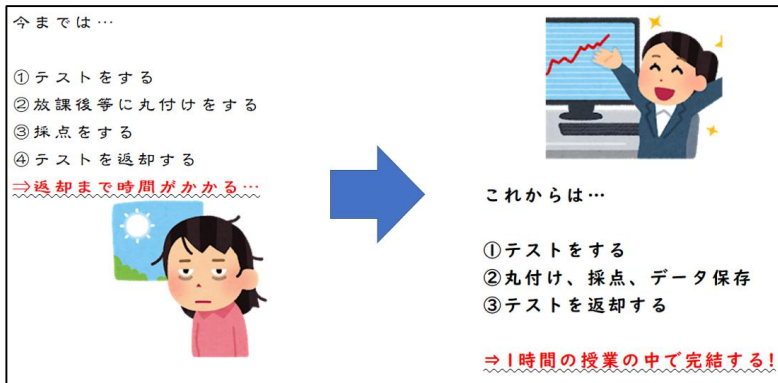 今までは…
①テストをする
②放課後等に丸付けをする
③採点をする
④テストを返却する
⇒返却まで時間がかかる…
これからは…
①テストをする
②丸付け、採点、データ保存
③テストを返却する
⇒1時間の授業の中で完結する!